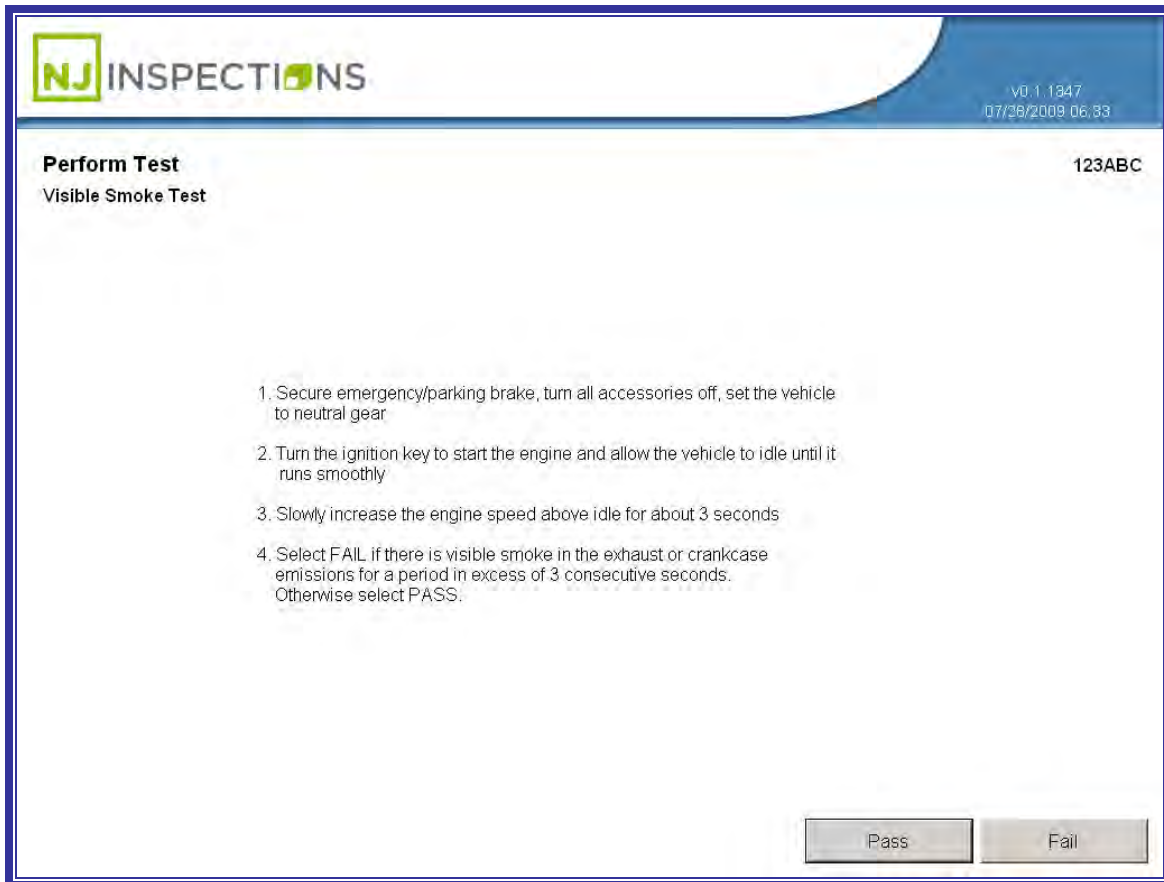 NJ INSPECTIONS
v0.1.1347
07/28/2009 06:33
Perform Test
123ABC
Visible Smoke Test
1. Secure emergency/parking brake, turn all accessories off, set the vehicle
to neutral gear
2. Turn the ignition key to start the engine and allow the vehicle to idle until it
runs smoothly
3. Slowly increase the engine speed above idle for about 3 seconds
4. Select FAIL if there is visible smoke in the exhaust or crankcase
emissions for a period in excess of 3 consecutive seconds.
Otherwise select PASS.
Pass
Fail